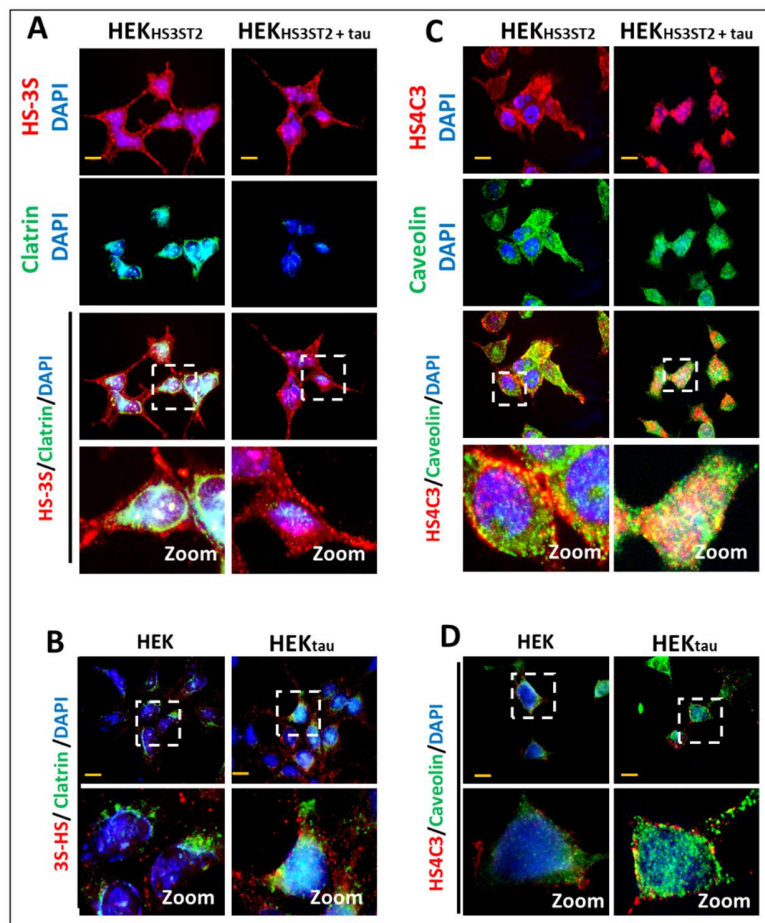 A
HEKHS3ST2
HEKHS3ST2 + tau
HS-3S
DAPI
Clatrin
DAPI
HS-3S/Clatrin/DAPI
Zoom
Zoom
C
HEKHS3ST2
HEKHS3ST2 + tau
HS4C3
DAPI
Caveolin
DAPI
HS4C3/Caveolin/DAPI
Zoom
Zoom
B
HEK
HEKtau
3S-HS/ Clatrin /DAPI
Zoom
Zoom
D
HEK
HEKtau
HS4C3/Caveolin/DAPI
Zoom
Zoom